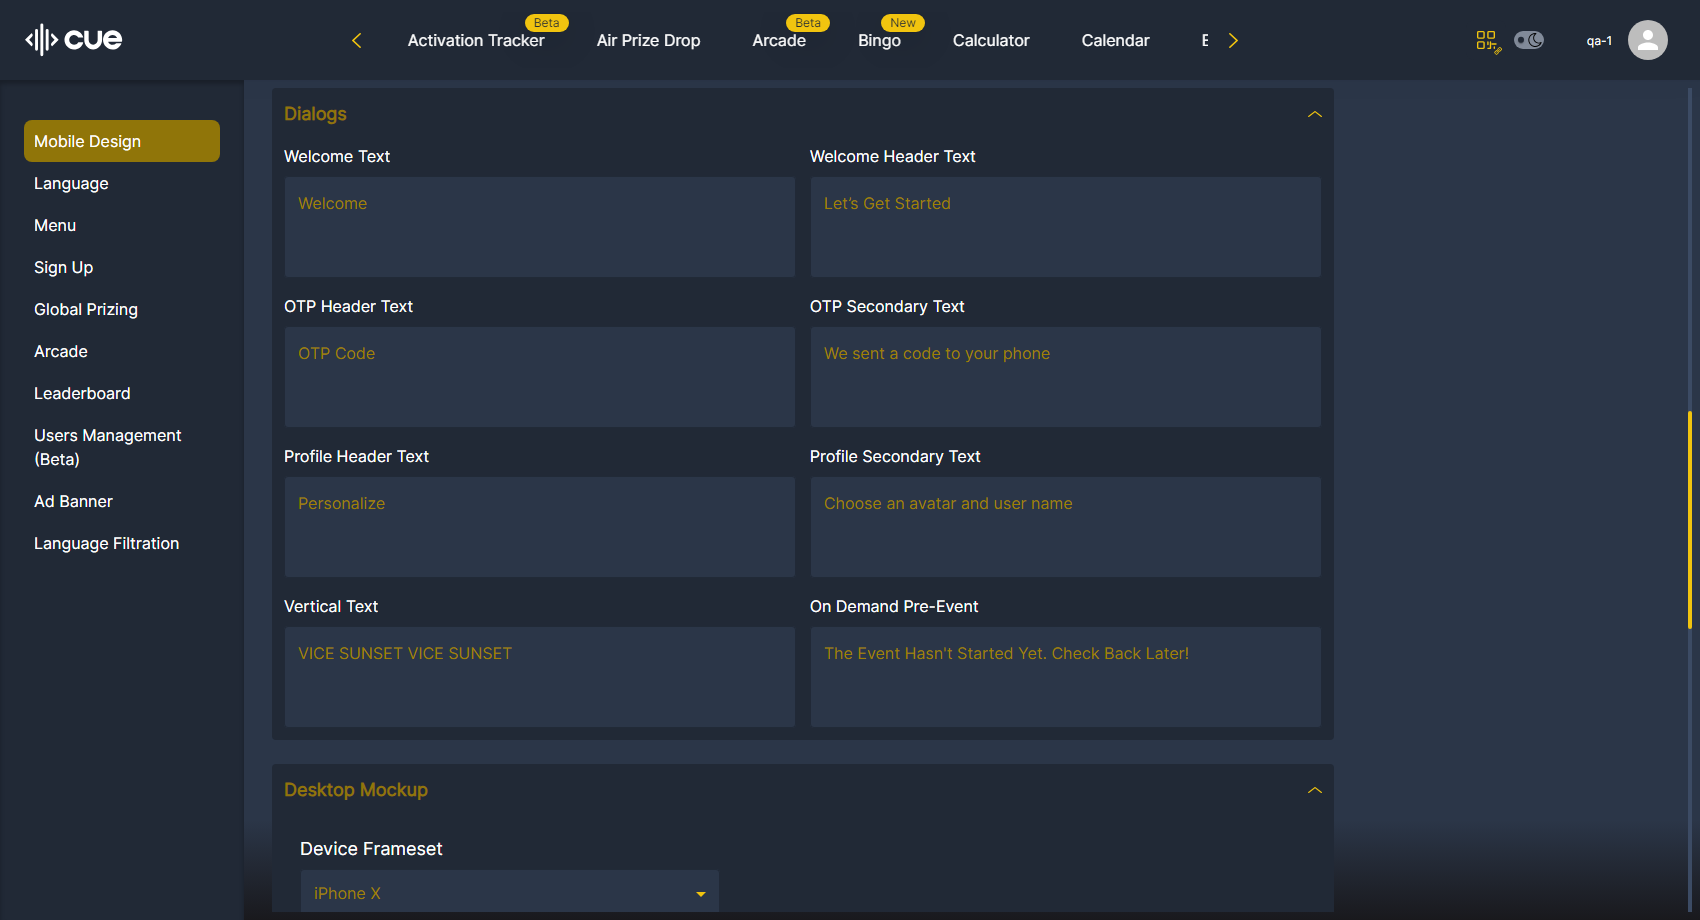 cue
Activation Tracker
Beta
Air Prize Drop
Arcade
Beta
Bingo
New
Calculator
Calendar
qa-1
Mobile Design
Language
Menu
Sign Up
Global Prizing
Arcade
Leaderboard
Users Management
(Beta)
Ad Banner
Language Filtration
Dialogs
Welcome Text
Welcome Header Text
Welcome
Let’s Get Started
OTP Header Text
OTP Secondary Text
OTP Code
We sent a code to your phone
Profile Header Text
Profile Secondary Text
Personalize
Choose an avatar and user name
Vertical Text
On Demand Pre-Event
VICE SUNSET VICE SUNSET
The Event Hasn't Started Yet. Check Back Later!
Desktop Mockup
Device Frameset
iPhone X